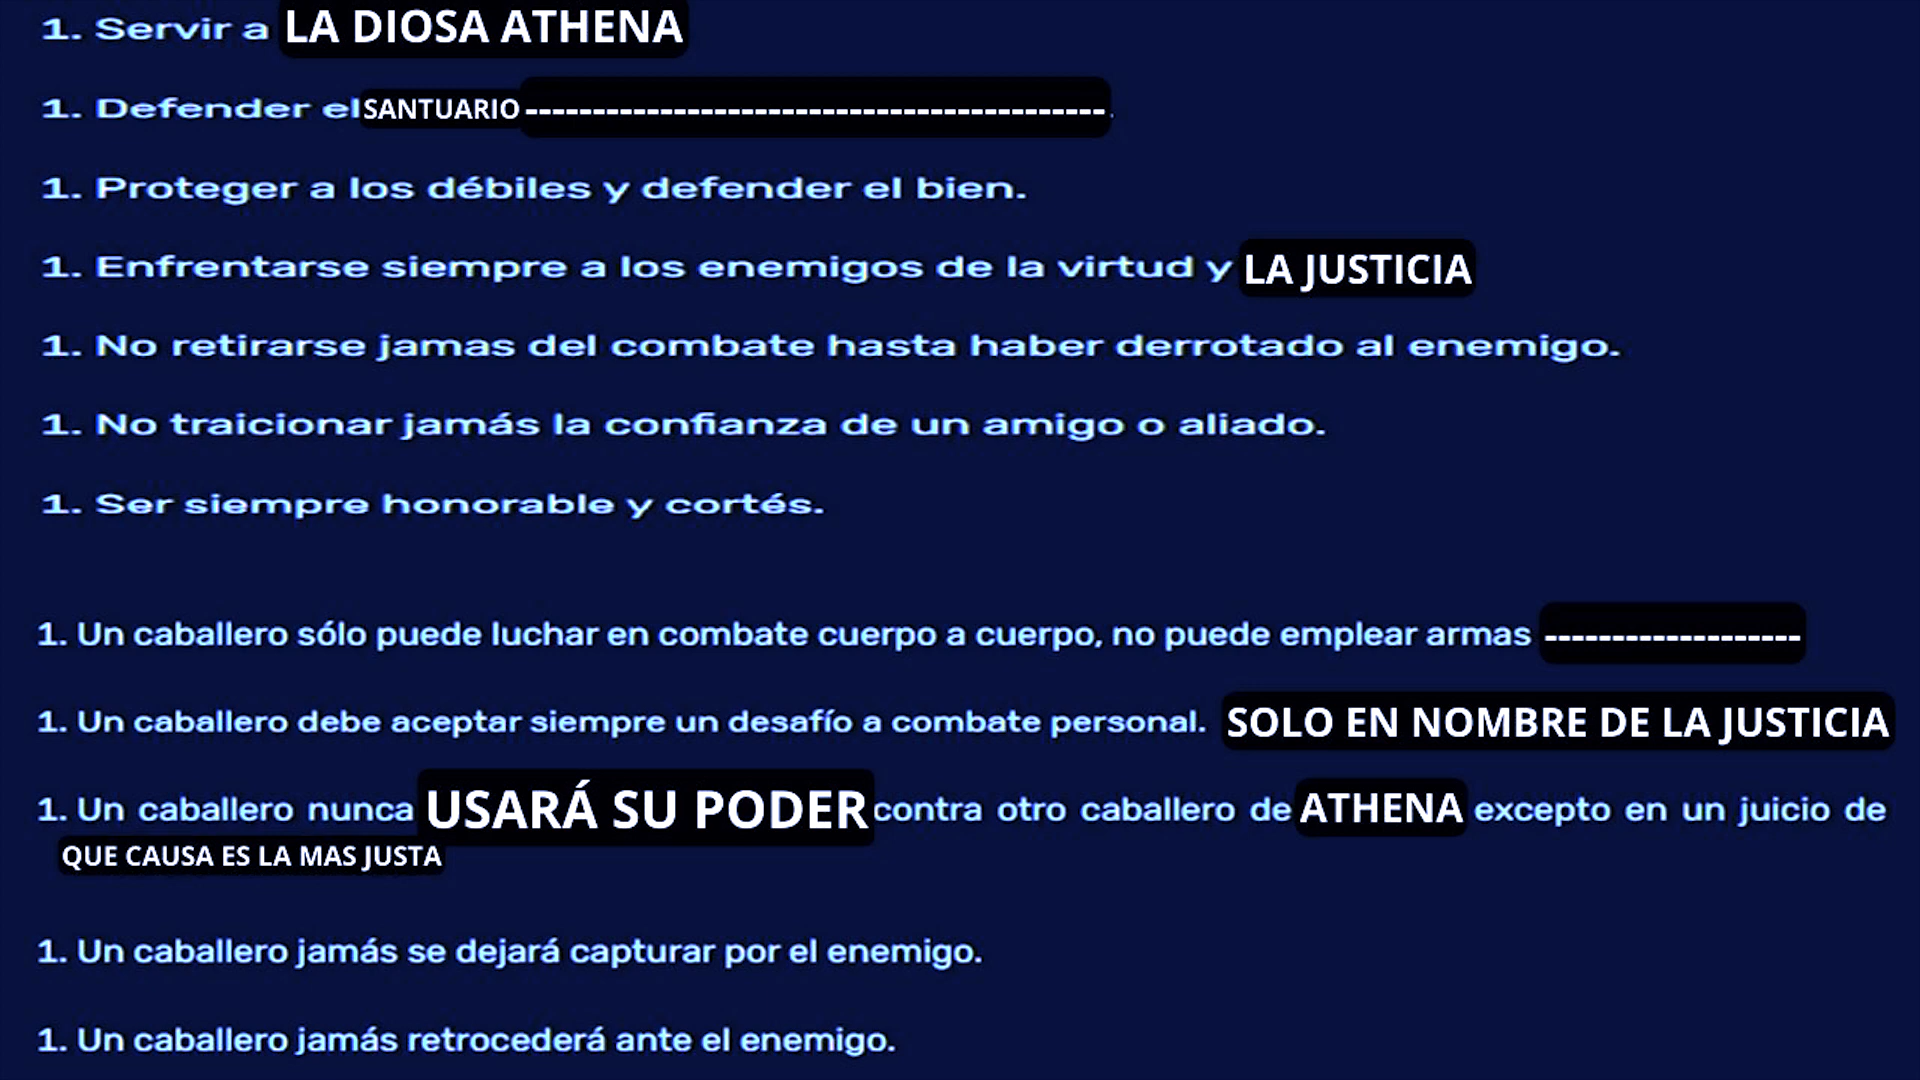 1. Servir a LA DIOSA ATHENA
1. Defender el SANTUARIO -------------------------------------------.
1. Proteger a los débiles y defender el bien.
1. Enfrentarse siempre a los enemigos de la virtud y LA JUSTICIA
1. No retirarse jamas del combate hasta haber derrotado al enemigo.
1. No traicionar jamás la confianza de un amigo o aliado.
1. Ser siempre honorable y cortés.
1. Un caballero sólo puede luchar en combate cuerpo a cuerpo, no puede emplear armas -------------------
1. Un caballero debe aceptar siempre un desafío a combate personal. SOLO EN NOMBRE DE LA JUSTICIA
1. Un caballero nunca USARÁ SU PODER contra otro caballero de ATHENA excepto en un juicio de
QUE CAUSA ES LA MAS JUSTA
1. Un caballero jamás se dejará capturar por el enemigo.
1. Un caballero jamás retrocederá ante el enemigo.